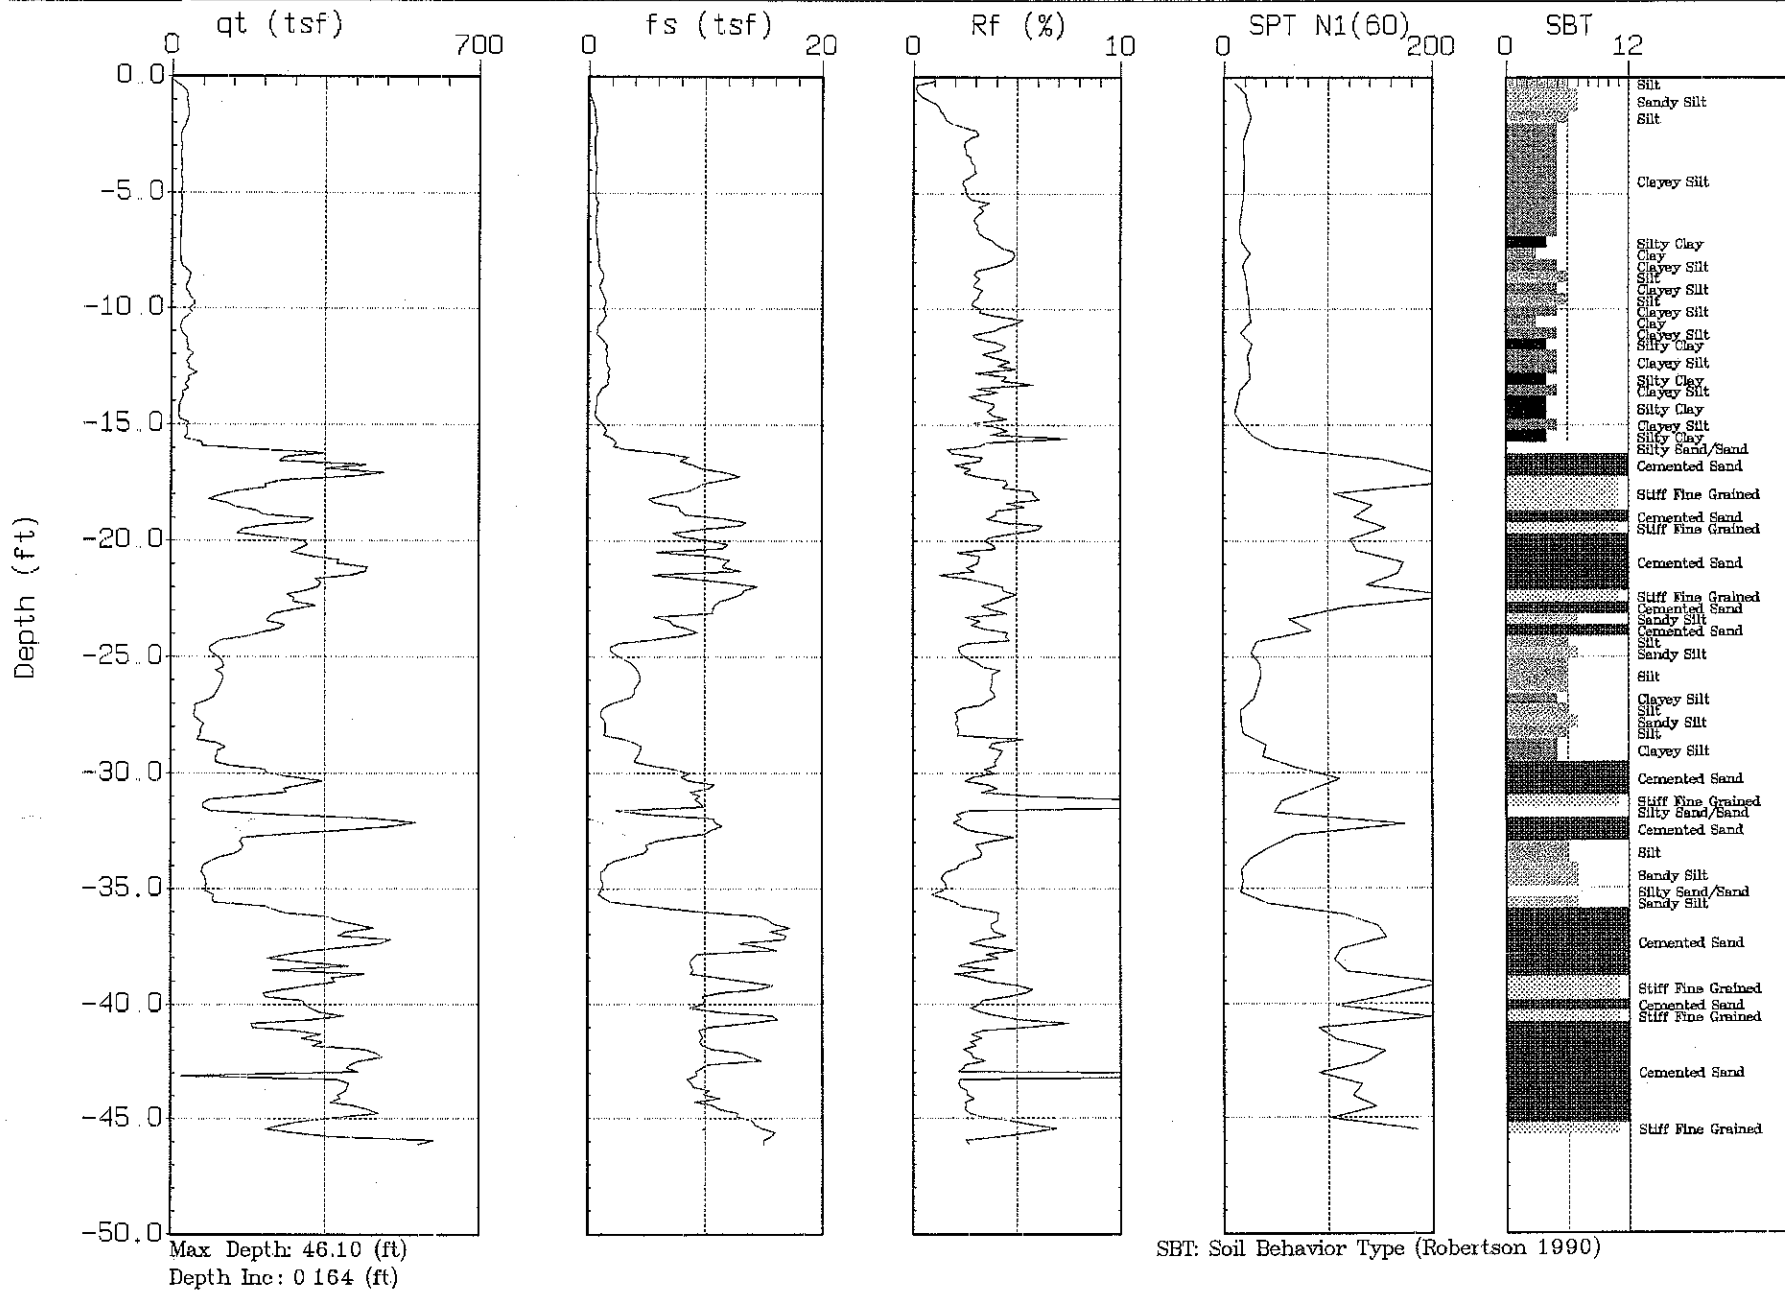 qt (tsf) fs (tsf) Rf (%) SPT N1(60) SBT
0 700 0 20 0 10 0 200 0 12
0.0
-5.0
-10.0
-15.0
-20.0
-25.0
-30.0
-35.0
-40.0
-45.0
-50.0
Depth (ft)
Silt
Sandy Silt
Silt
Clayey Silt
Silty Clay
Clay
Clayey Silt
Silt
Clayey Silt
Silt
Clayey Silt
Clay
Clayey Silt
Silty Clay
Clayey Silt
Silty Clay
Clayey Silt
Silty Clay
Clayey Silt
Silty Clay
Silty Sand/Sand
Cemented Sand
Stiff Fine Grained
Cemented Sand
Stiff Fine Grained
Cemented Sand
Stiff Fine Grained
Cemented Sand
Sandy Silt
Cemented Sand
Silt
Sandy Silt
Silt
Clayey Silt
Silt
Sandy Silt
Silt
Clayey Silt
Cemented Sand
Stiff Fine Grained
Silty Sand/Sand
Cemented Sand
Silt
Sandy Silt
Silty Sand/Sand
Sandy Silt
Cemented Sand
Stiff Fine Grained
Cemented Sand
Stiff Fine Grained
Cemented Sand
Stiff Fine Grained
Max Depth: 46.10 (ft)
Depth Inc: 0 164 (ft)
SBT: Soil Behavior Type (Robertson 1990)